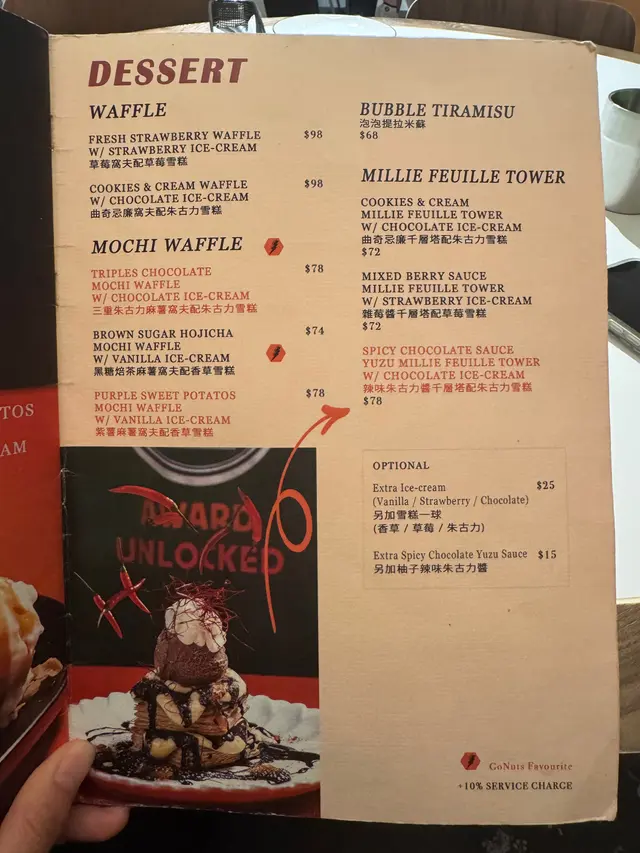 DESSERT
WAFFLE
FRESH STRAWBERRY WAFFLE $98
W/ STRAWBERRY ICE-CREAM
草莓窩夫配草莓雪糕
COOKIES & CREAM WAFFLE $98
W/ CHOCOLATE ICE-CREAM
曲奇忌廉窩夫配朱古力雪糕
MOCHI WAFFLE
TRIPLES CHOCOLATE $78
MOCHI WAFFLE
W/ CHOCOLATE ICE-CREAM
三重朱古力麻薯窩夫配朱古力雪糕
BROWN SUGAR HOJICHA $74
MOCHI WAFFLE
W/ VANILLA ICE-CREAM
黑糖焙茶麻薯窩夫配香草雪糕
PURPLE SWEET POTATOS $78
MOCHI WAFFLE
W/ VANILLA ICE-CREAM
紫薯麻薯窩夫配香草雪糕
BUBBLE TIRAMISU
泡泡提拉米蘇
$68
MILLIE FEUILLE TOWER
COOKIES & CREAM
MILLIE FEUILLE TOWER
W/ CHOCOLATE ICE-CREAM
曲奇忌廉千層塔配朱古力雪糕
$72
MIXED BERRY SAUCE
MILLIE FEUILLE TOWER
W/ STRAWBERRY ICE-CREAM
雜莓醬千層塔配草莓雪糕
$72
SPICY CHOCOLATE SAUCE
YUZU MILLIE FEUILLE TOWER
W/ CHOCOLATE ICE-CREAM
辣味朱古力醬千層塔配朱古力雪糕
$78
OPTIONAL
Extra Ice-cream $25
(Vanilla / Strawberry / Chocolate)
另加雪糕一球
(香草 / 草莓 / 朱古力)
Extra Spicy Chocolate Yuzu Sauce $15
另加柚子辣味朱古力醬
AWARD
UNLOCKED
GoNuts Favourite
+10% SERVICE CHARGE
TOS
AM